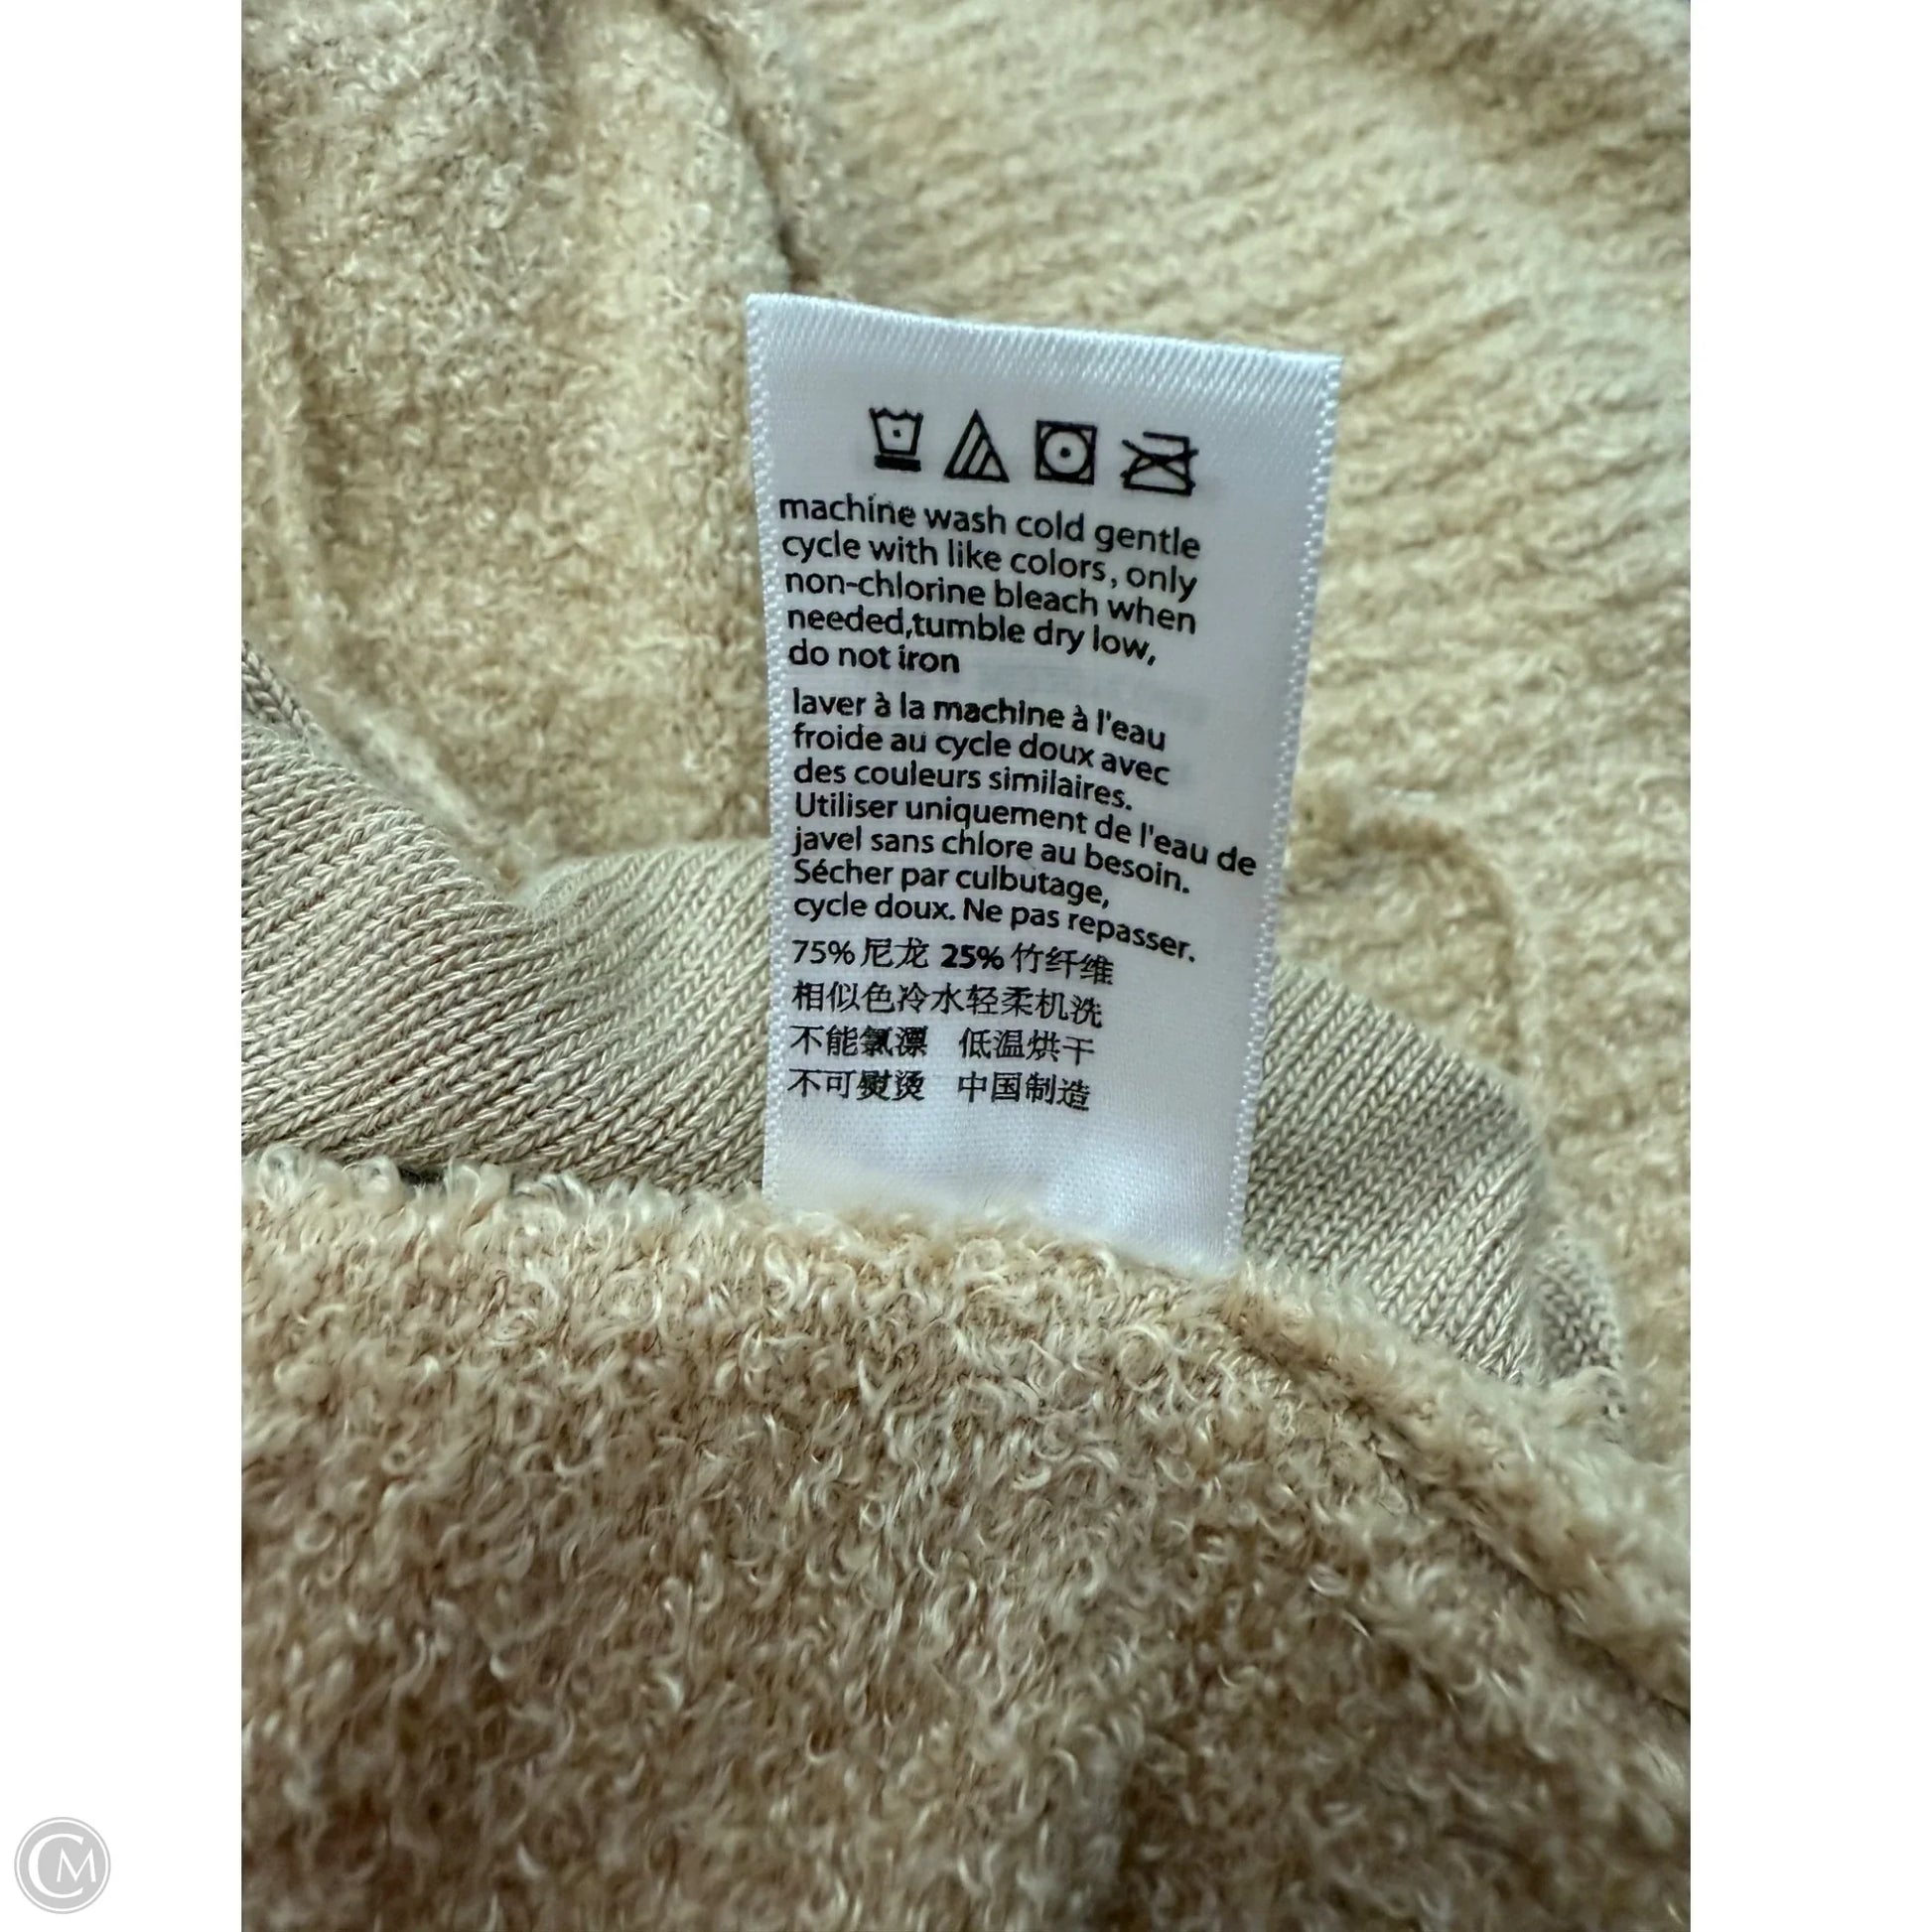 machine wash cold gentle
cycle with like colors, only
non-chlorine bleach when
needed,tumble dry low,
do not iron
laver à la machine à l'eau
froide au cycle doux avec
des couleurs similaires.
Utiliser uniquement de l'eau de
javel sans chlore au besoin.
Sécher par culbutage,
cycle doux. Ne pas repasser.
75%尼龙 25%竹纤维
相似色冷水轻柔机洗
不能氯漂 低温烘干
不可熨烫 中国制造
CM